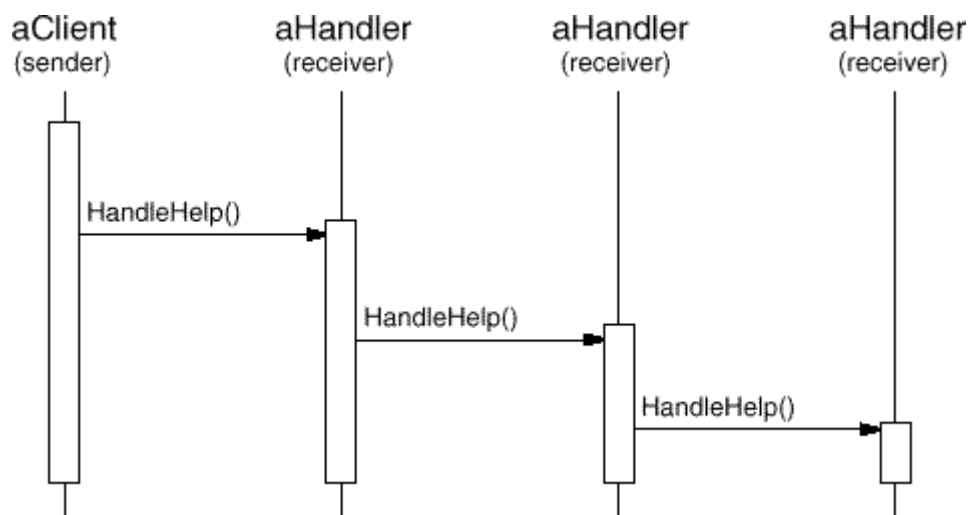 aClient
(sender)
aHandler
(receiver)
aHandler
(receiver)
aHandler
(receiver)
HandleHelp()
HandleHelp()
HandleHelp()